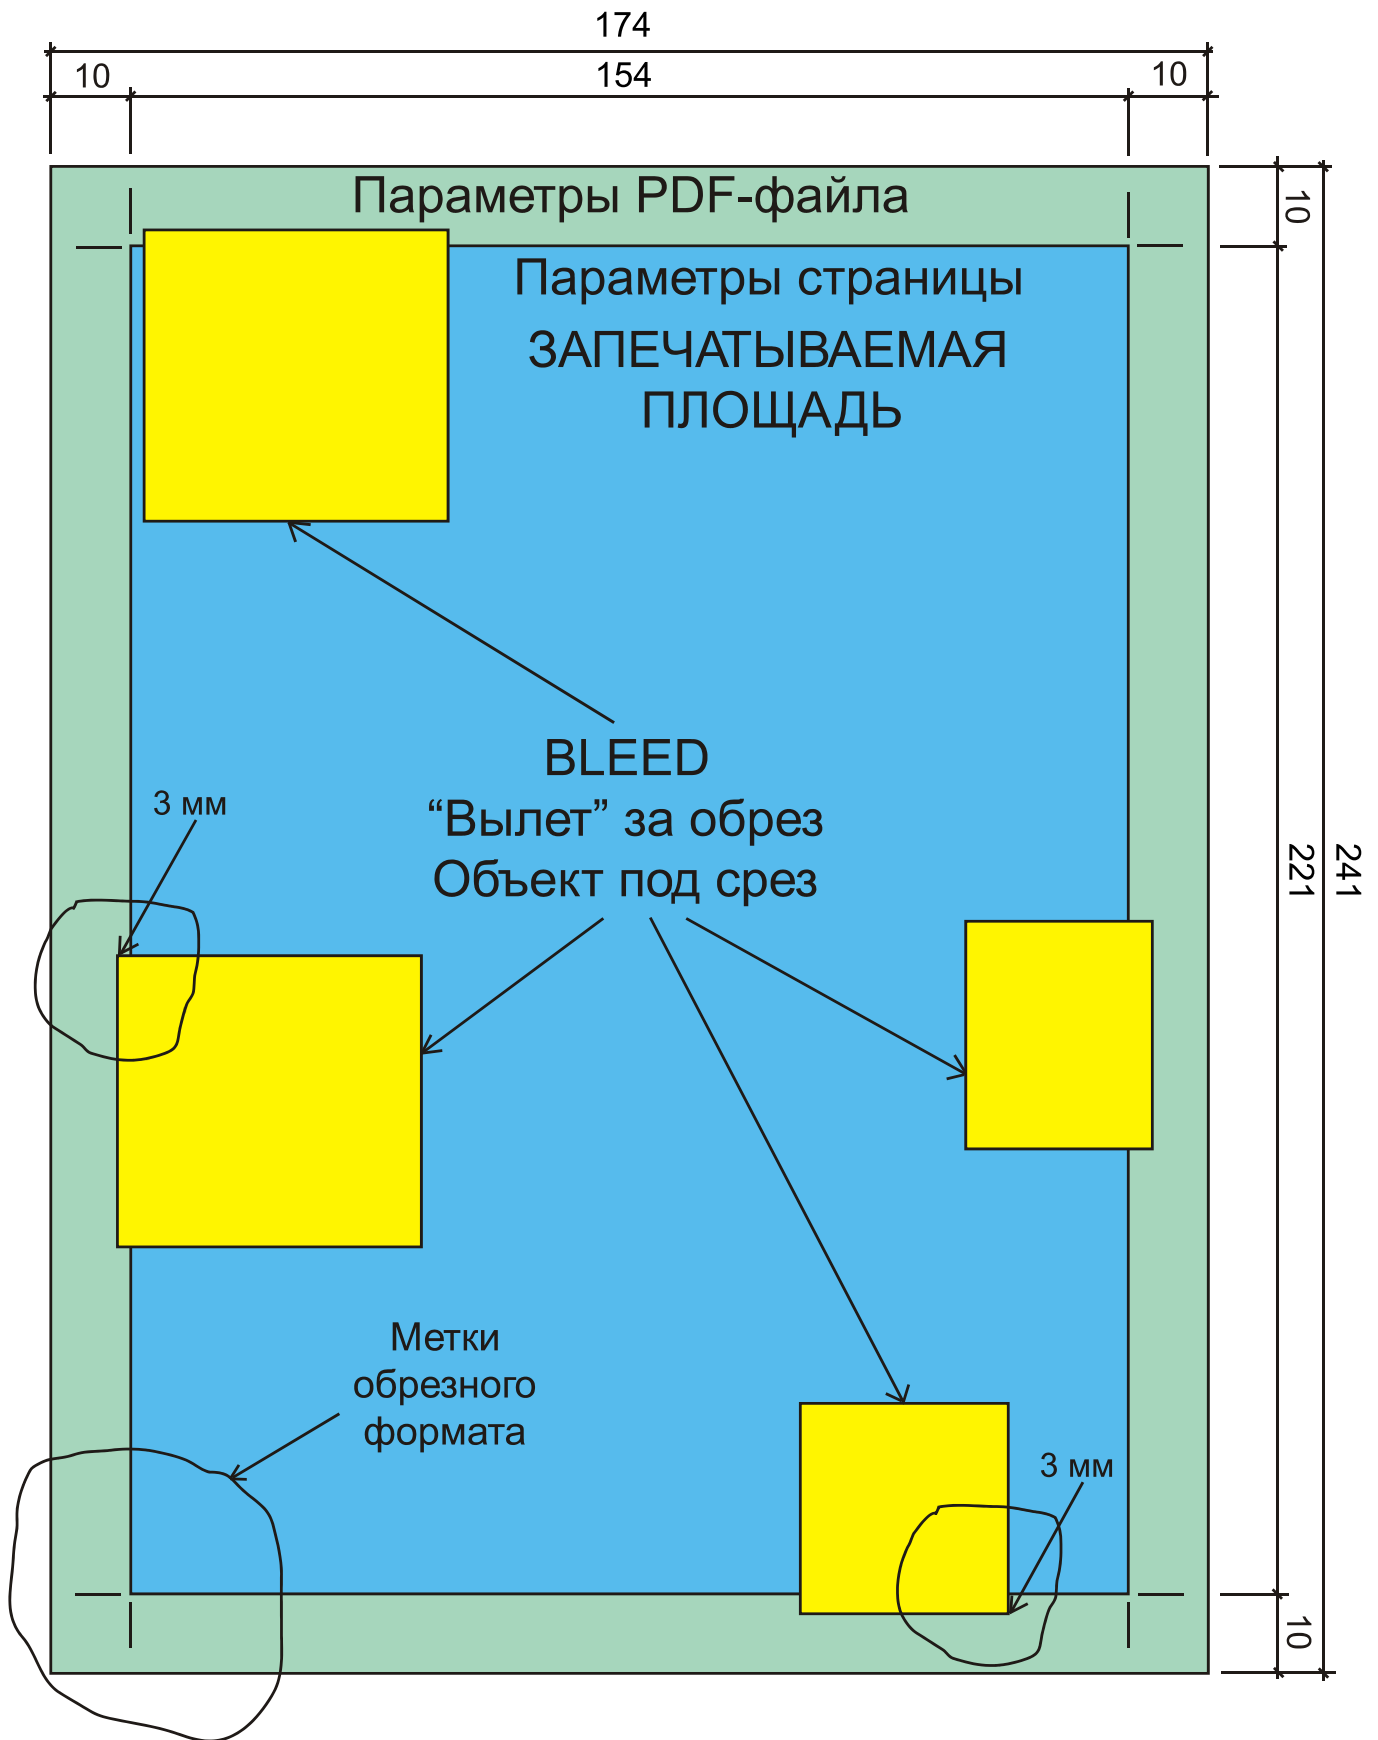 174
10
154
10
Параметры PDF-файла
10
Параметры страницы
ЗАПЕЧАТЫВАЕМАЯ
ПЛОЩАДЬ
BLEED
“Вылет” за обрез
Объект под срез
3 мм
221
241
Метки
обрезного
формата
3 мм
10